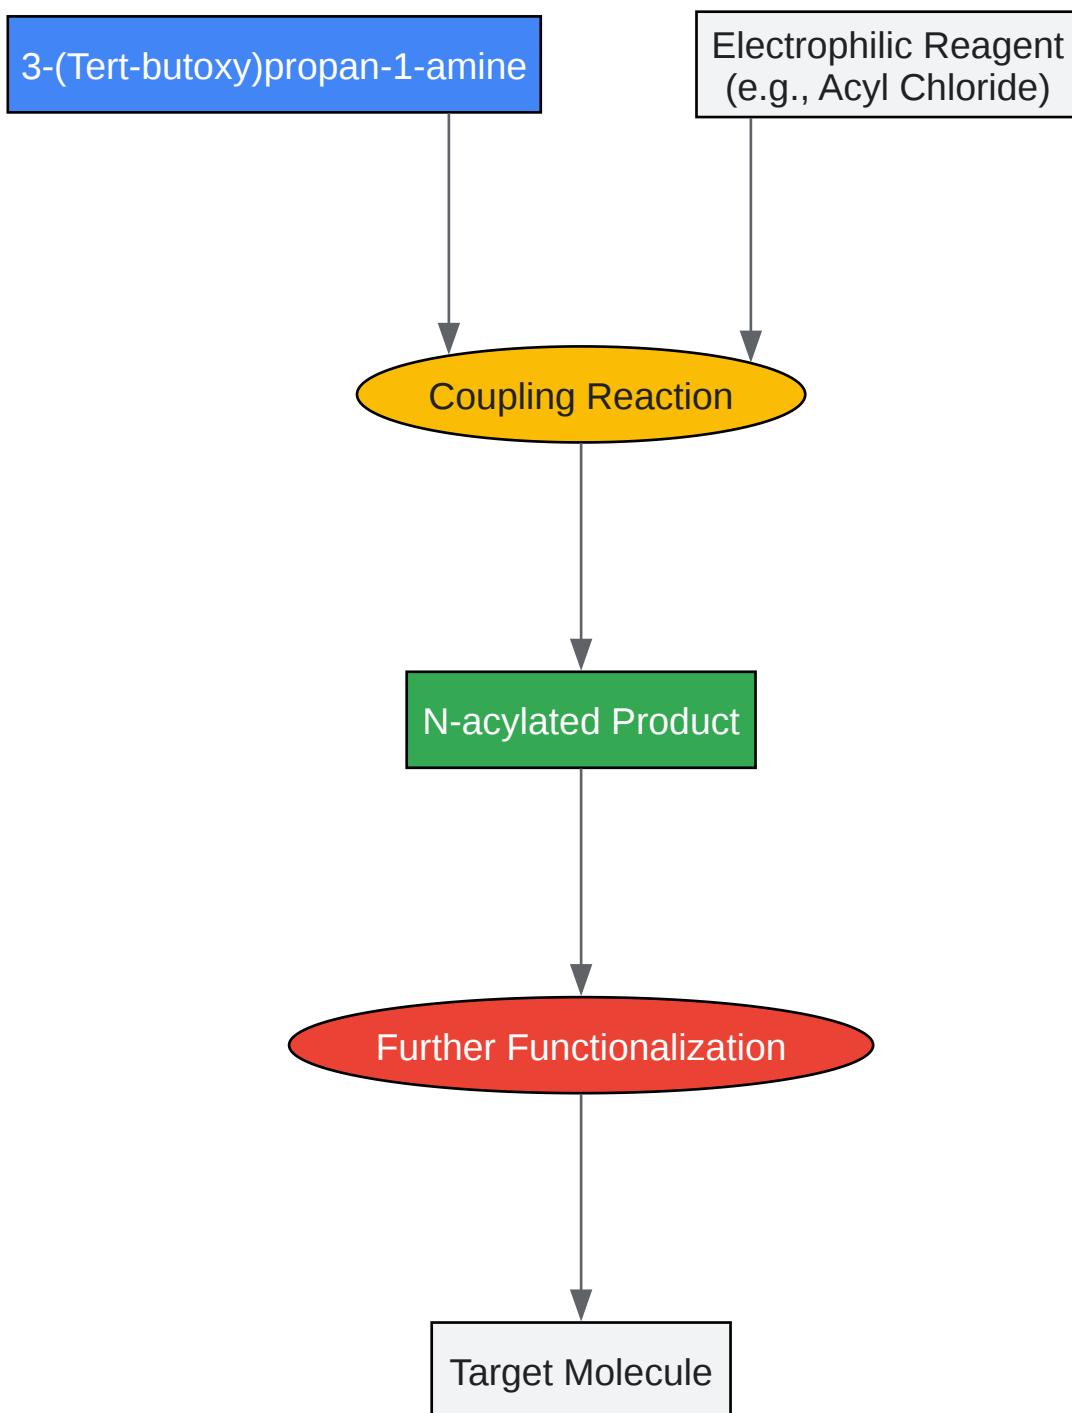 3-(Tert-butoxy)propan-1-amine
Electrophilic Reagent
(e.g., Acyl Chloride)
Coupling Reaction
N-acylated Product
Further Functionalization
Target Molecule